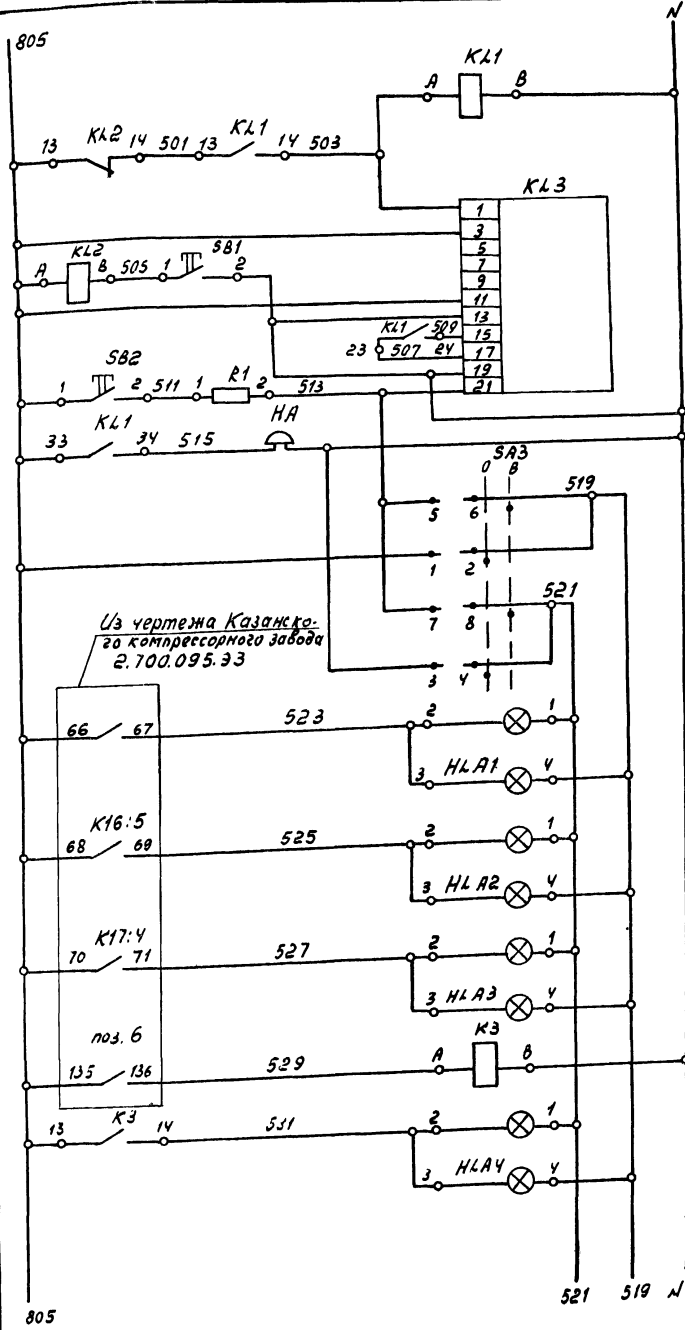 805 N
KL1
A B
13 KL2 14 501 13 KL1 14 503
KL3
1
3
5
7
9
11
13
15
17
19
21
A KL2 B 505 1 SB1 2
KL1 509
23 507 24
SB2
1 2 511 1 R1 2 513
KL1 HA
33 34 515
SA3
0 B
519
5 6
1 2
521
7 8
3 4
Из чертежа Казанско-
го компрессорного завода
2.700.095.ЭЗ
66 67 523 2 1
3 HLA1 4
K16:5
68 69 525 2 1
3 HLA2 4
K17:4
70 71 527 2 1
3 HLA3 4
поз. 6 K3
135 136 529 A B
K3
13 14 531 2 1
3 HLA4 4
805 521 519 N